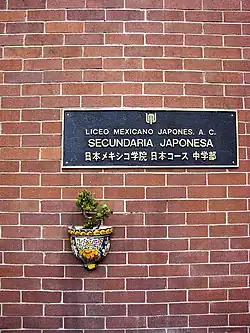 LICEO MEXICANO JAPONES, A. C.
SECUNDARIA JAPONESA
日本メキシコ学院 日本コース 中学部